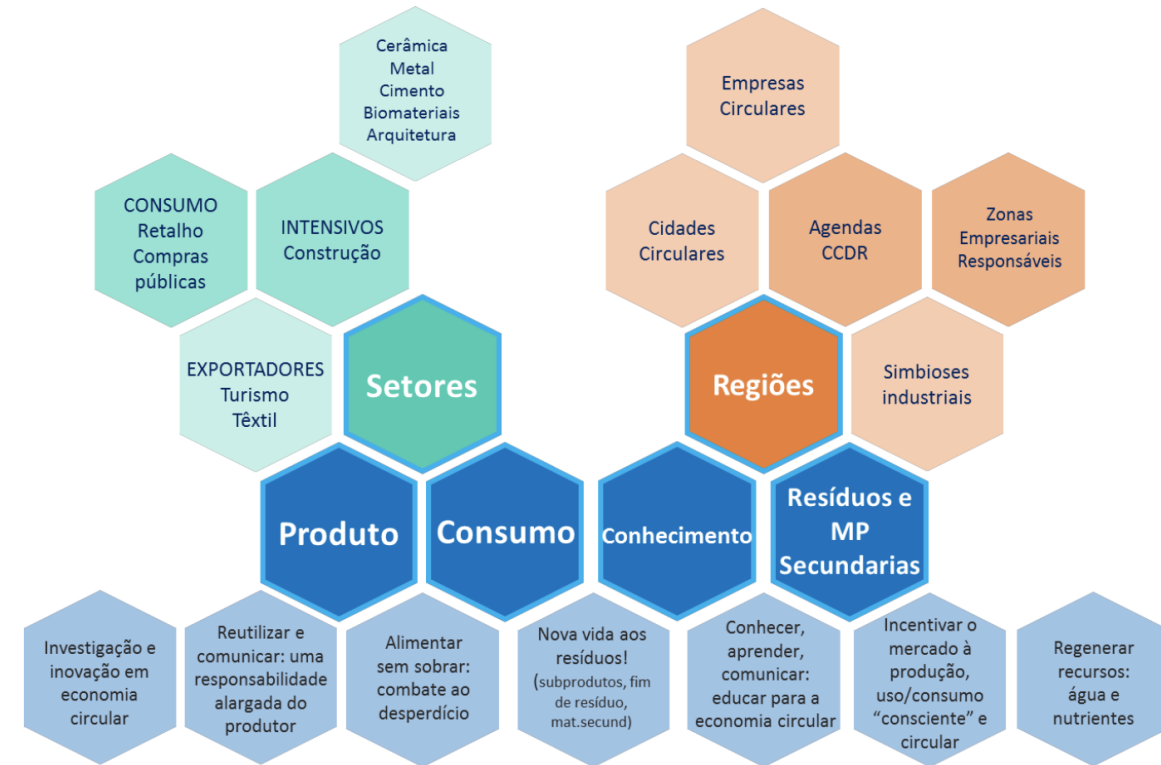 Cerâmica
Metal
Cimento
Biomateriais
Arquitetura
Empresas
Circulares
CONSUMO
Retalho
Compras
públicas
INTENSIVOS
Construção
Cidades
Circulares
Agendas
CCDR
Zonas
Empresariais
Responsáveis
EXPORTADORES
Turismo
Têxtil
Setores
Regiões
Simbioses
industriais
Produto
Consumo
Conhecimento
Resíduos e
MP
Secundarias
Investigação e
inovação em
economia
circular
Reutilizar e
comunicar: uma
responsabilidade
alargada do
produtor
Alimentar
sem sobrar:
combate ao
desperdício
Nova vida aos
resíduos!
(subprodutos, fim
de resíduo,
mat.secund)
Conhecer,
aprender,
comunicar:
educar para a
economia circular
Incentivar o
mercado à
produção,
uso/consumo
“consciente” e
circular
Regenerar
recursos:
água e
nutrientes